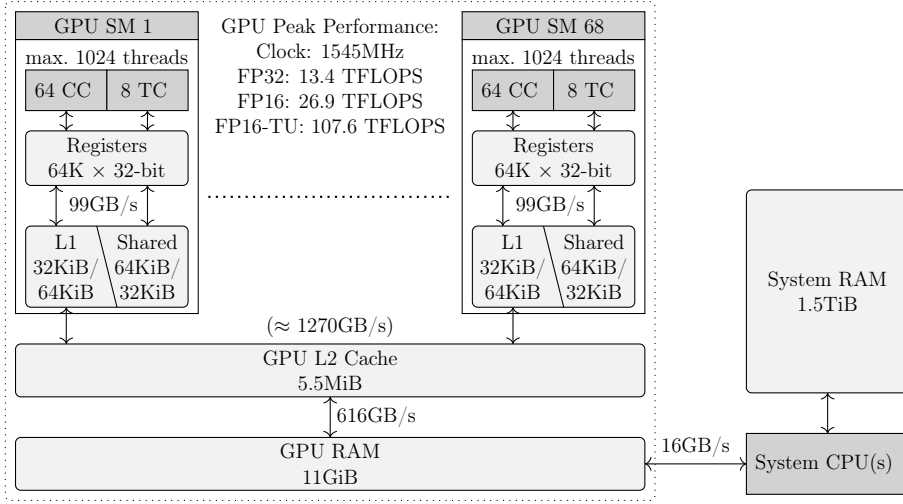 GPU SM 1
max. 1024 threads
64 CC
8 TC
Registers
64K × 32-bit
99GB/s
L1
32KiB/
64KiB
Shared
64KiB/
32KiB
GPU Peak Performance:
Clock: 1545MHz
FP32: 13.4 TFLOPS
FP16: 26.9 TFLOPS
FP16-TU: 107.6 TFLOPS
GPU SM 68
max. 1024 threads
64 CC
8 TC
Registers
64K × 32-bit
99GB/s
L1
32KiB/
64KiB
Shared
64KiB/
32KiB
(≈ 1270GB/s)
GPU L2 Cache
5.5MiB
616GB/s
GPU RAM
11GiB
16GB/s
System RAM
1.5TiB
System CPU(s)